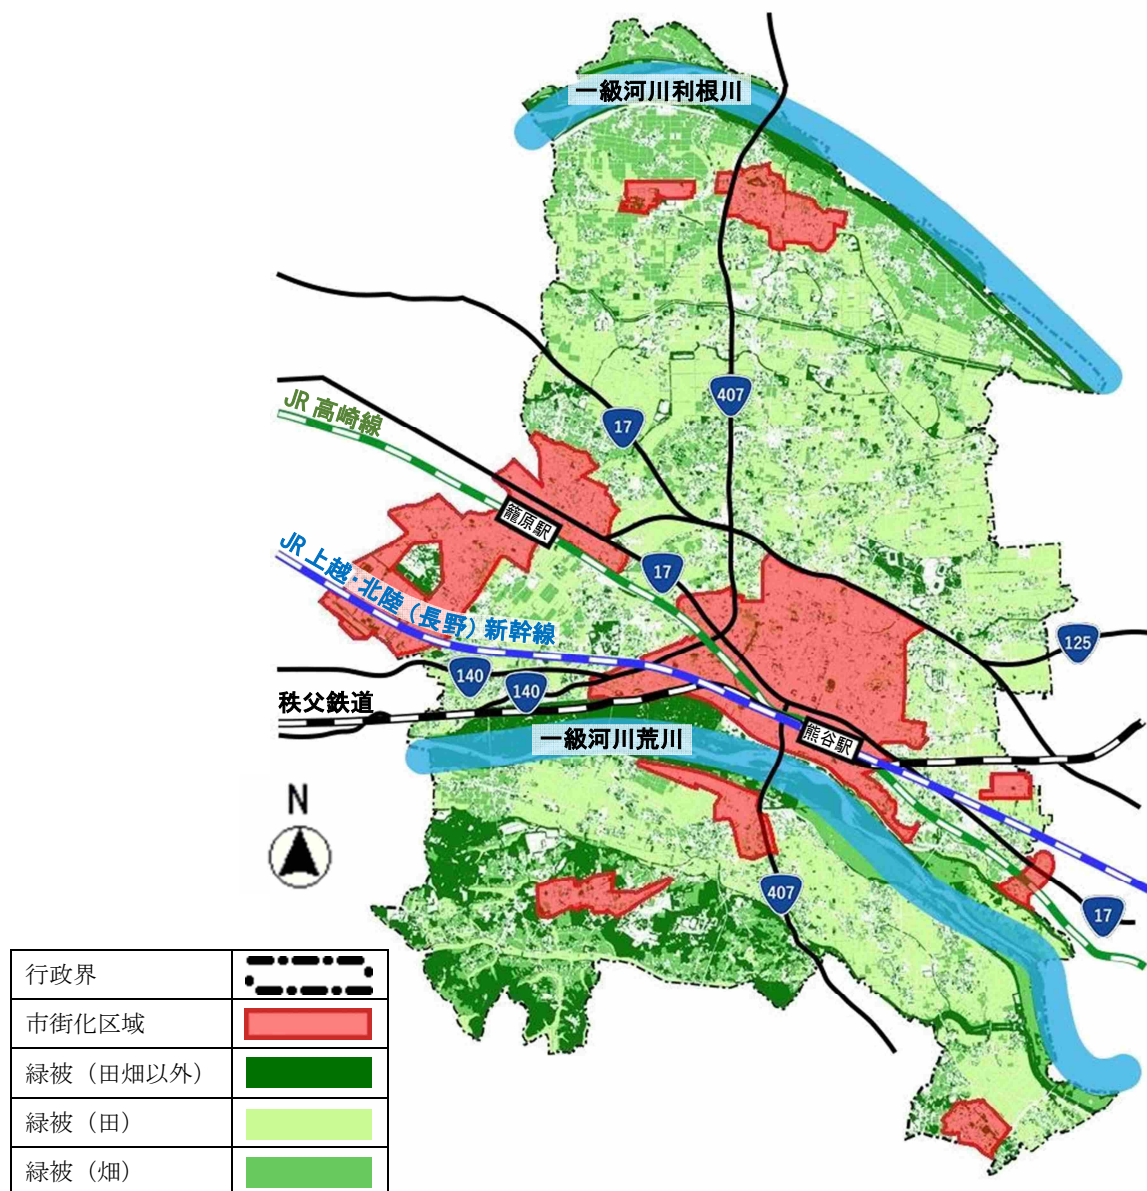 一級河川利根川
407
17
JR 高崎線
籠原駅
JR 上越・北陸（長野）新幹線
17
125
140
140
秩父鉄道
一級河川荒川
熊谷駅
N
407
17
行政界
市街化区域
緑被（田畑以外）
緑被（田）
緑被（畑）